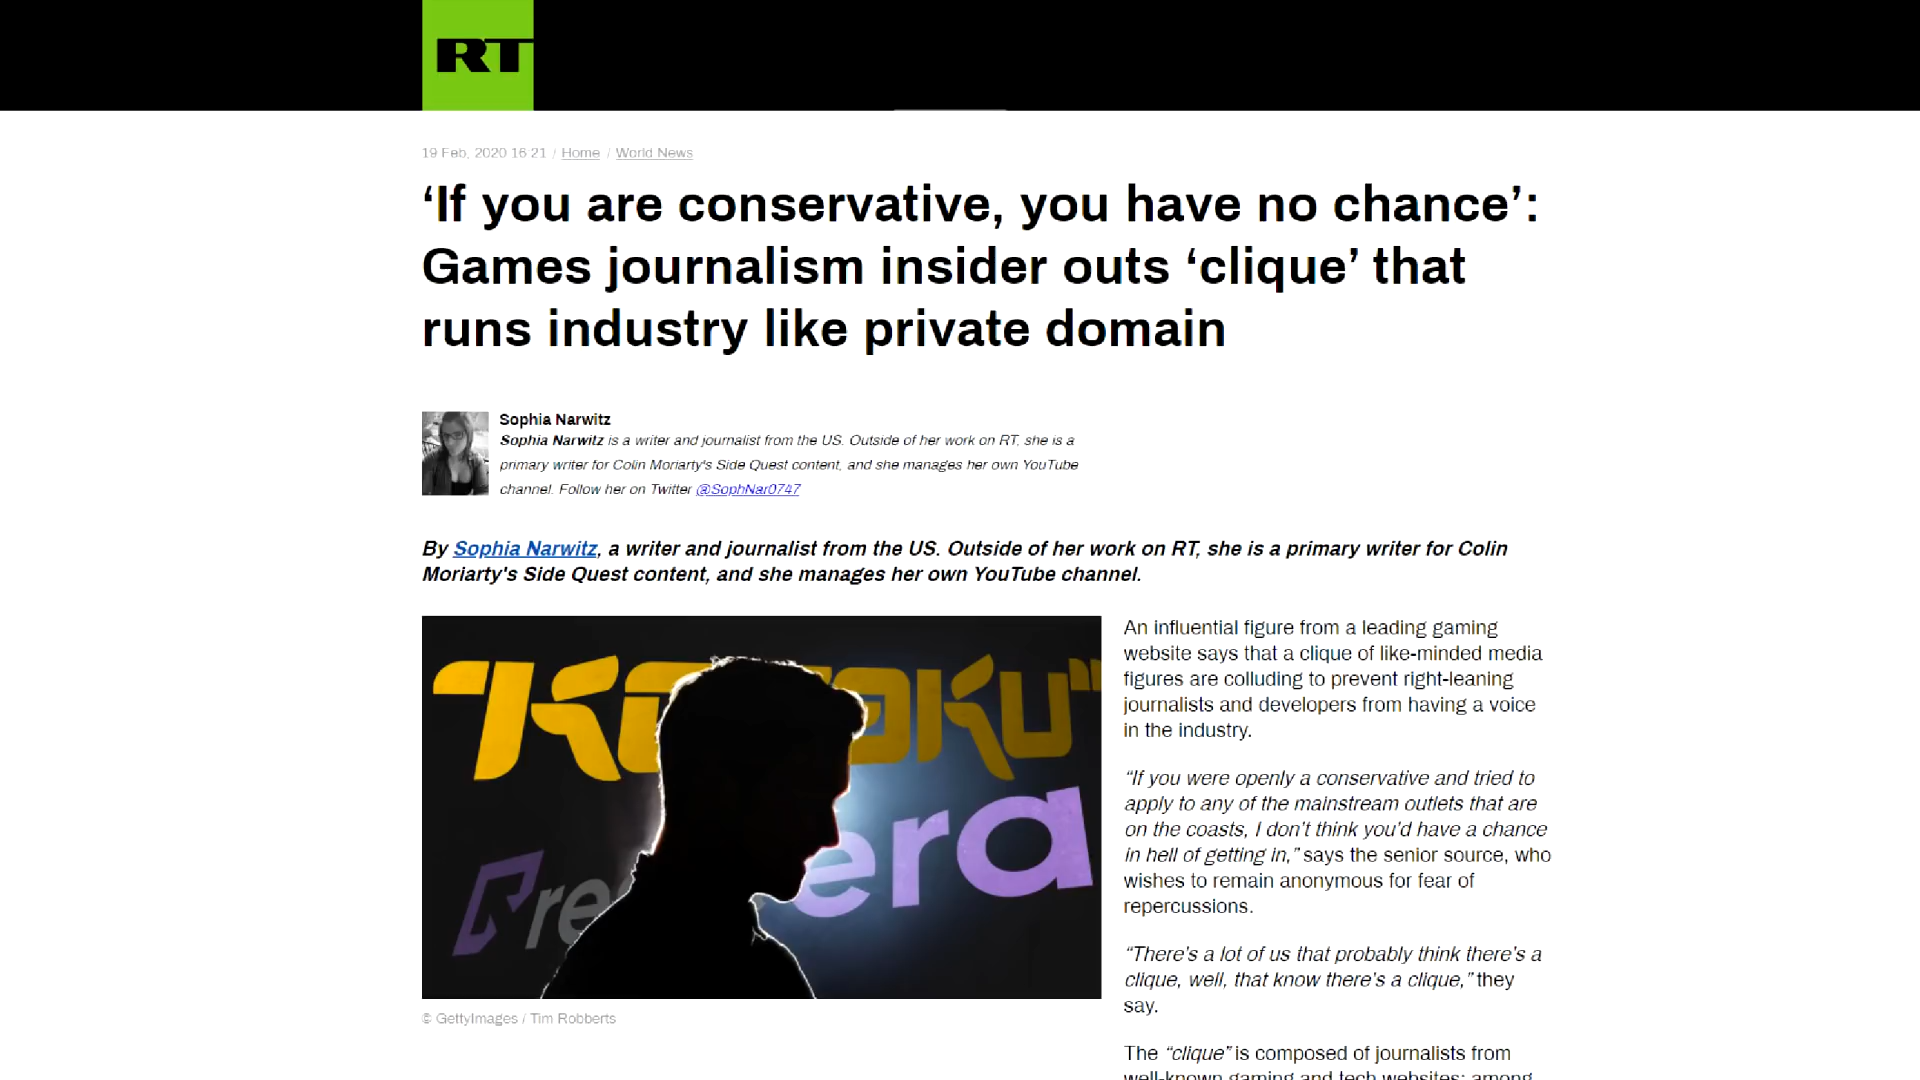 RT
19 Feb, 2020 16:21 / Home / World News
‘If you are conservative, you have no chance’:
Games journalism insider outs ‘clique’ that
runs industry like private domain
Sophia Narwitz
Sophia Narwitz is a writer and journalist from the US. Outside of her work on RT, she is a
primary writer for Colin Moriarty's Side Quest content, and she manages her own YouTube
channel. Follow her on Twitter @SophNar0747
By Sophia Narwitz, a writer and journalist from the US. Outside of her work on RT, she is a primary writer for Colin
Moriarty's Side Quest content, and she manages her own YouTube channel.
era
re
© GettyImages / Tim Robberts
An influential figure from a leading gaming
website says that a clique of like-minded media
figures are colluding to prevent right-leaning
journalists and developers from having a voice
in the industry.
“If you were openly a conservative and tried to
apply to any of the mainstream outlets that are
on the coasts, I don’t think you’d have a chance
in hell of getting in,” says the senior source, who
wishes to remain anonymous for fear of
repercussions.
“There’s a lot of us that probably think there’s a
clique, well, that know there’s a clique,” they
say.
The “clique” is composed of journalists from
well-known gaming and tech websites; among